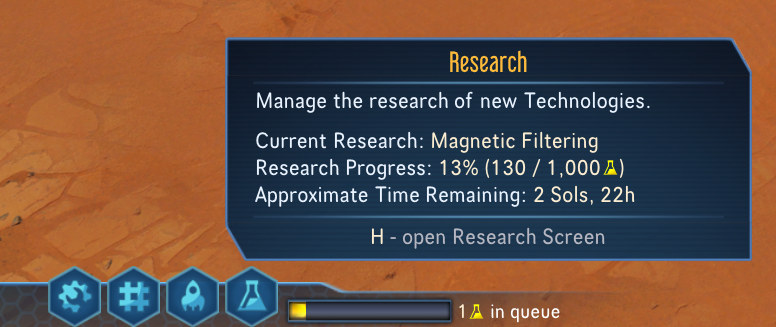 Research
Manage the research of new Technologies.
Current Research: Magnetic Filtering
Research Progress: 13% (130 / 1,000)
Approximate Time Remaining: 2 Sols, 22h
H - open Research Screen
1 in queue